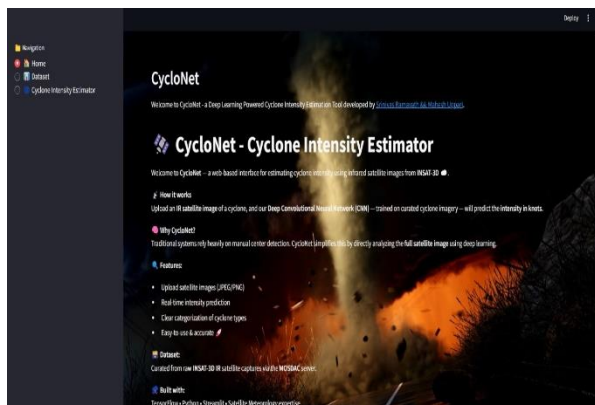 Deploy
Navigation
Home
Dataset
Cyclone Intensity Estimator
CycloNet
Welcome to CycloNet - a Deep Learning Powered Cyclone Intensity Estimation Tool developed by Srinivas && Mahesh
CycloNet - Cyclone Intensity Estimator
Welcome to CycloNet — a web-based interface for estimating cyclone intensity using infrared satellite images from INSAT-3D .
How it works
Upload an IR satellite image of a cyclone, and our Deep Convolutional Neural Network (CNN) — trained on curated cyclone imagery — will predict the intensity in knots.
Why CycloNet?
Traditional systems rely heavily on manual center detection. CycloNet simplifies this by directly analyzing the full satellite image using deep learning.
Features:
• Upload satellite images (JPEG/PNG)
• Real-time intensity prediction
• Clear categorization of cyclone types
• Easy-to-use & accurate
Dataset:
Curated from raw INSAT-3D IR satellite captures via the MOSDAC server.
Built with:
TensorFlow • Python • Streamlit • Satellite Meteorology expertise